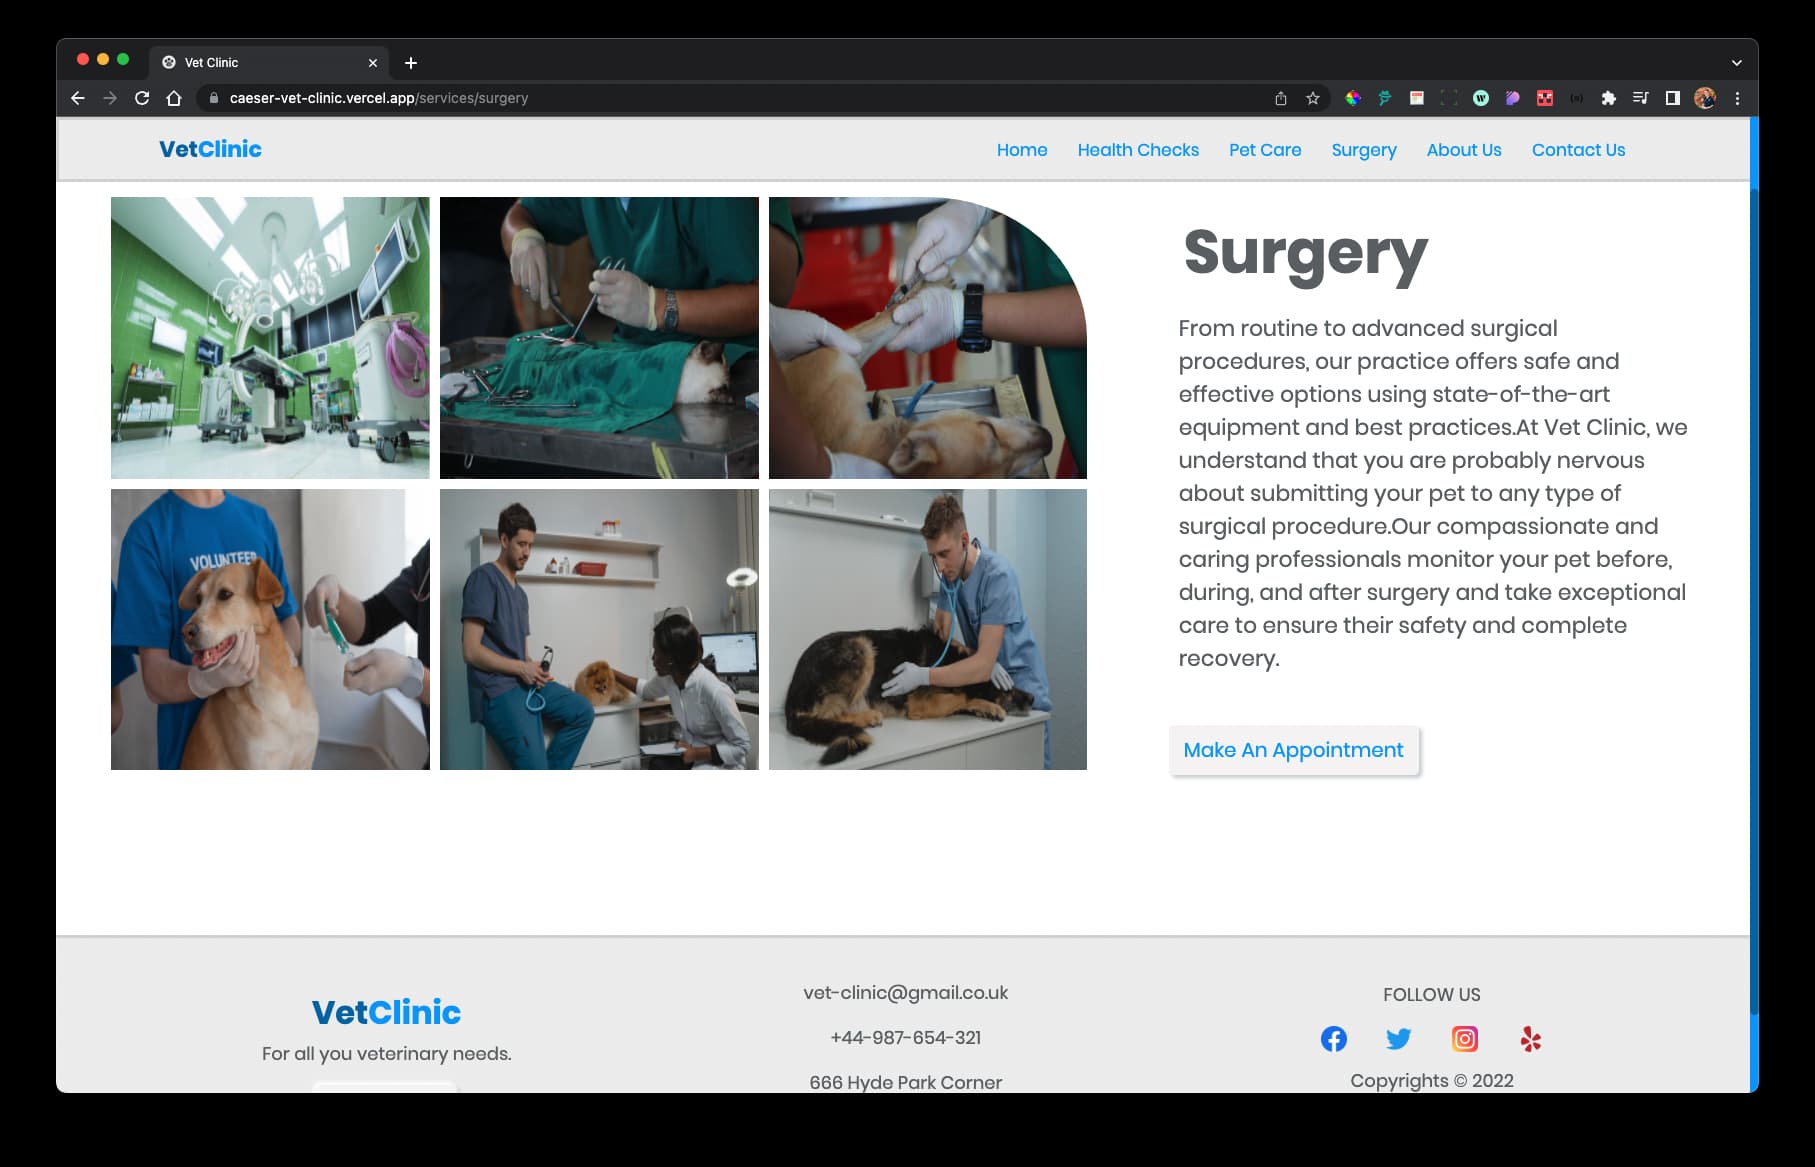 Vet Clinic
caeser-vet-clinic.vercel.app/services/surgery
VetClinic
Home
Health Checks
Pet Care
Surgery
About Us
Contact Us
VOLUNTEER
Surgery
From routine to advanced surgical
procedures, our practice offers safe and
effective options using state-of-the-art
equipment and best practices.At Vet Clinic, we
understand that you are probably nervous
about submitting your pet to any type of
surgical procedure.Our compassionate and
caring professionals monitor your pet before,
during, and after surgery and take exceptional
care to ensure their safety and complete
recovery.
Make An Appointment
VetClinic
For all you veterinary needs.
vet-clinic@gmail.co.uk
+44-987-654-321
666 Hyde Park Corner
FOLLOW US
Copyrights © 2022